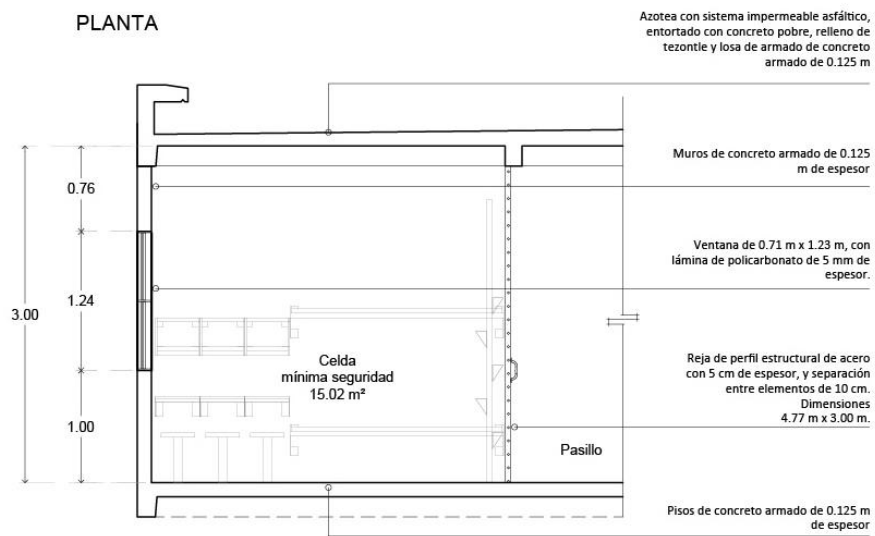 PLANTA
Azotea con sistema impermeable asfáltico,
entortado con concreto pobre, relleno de
tezontle y losa de armado de concreto
armado de 0.125 m
Muros de concreto armado de 0.125
m de espesor
0.76
Ventana de 0.71 m x 1.23 m, con
lámina de policarbonato de 5 mm de
espesor.
1.24
3.00
Celda
mínima seguridad
15.02 m²
Reja de perfil estructural de acero
con 5 cm de espesor, y separación
entre elementos de 10 cm.
Dimensiones
4.77 m x 3.00 m.
1.00
Pasillo
Pisos de concreto armado de 0.125 m
de espesor